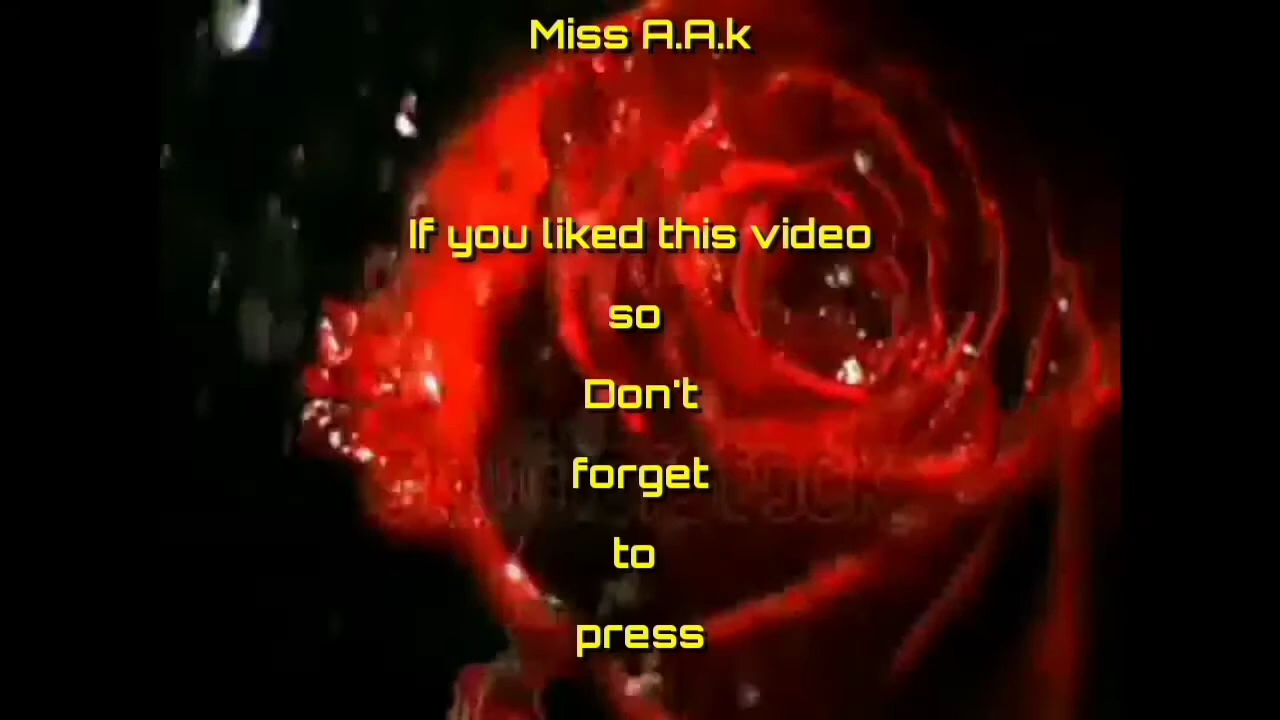 Miss A.A.k
If you liked this video
so
Don't
forget
to
press